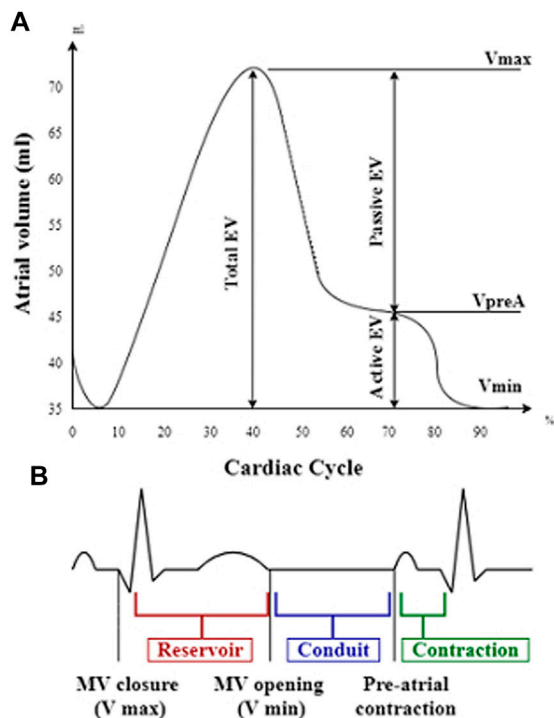 A
ml
Vmax
70
65
60
55
50
45
40
35
Atrial volume (ml)
Total EV
Passive EV
VpreA
Active EV
Vmin
0 10 20 30 40 50 60 70 80 90
%
Cardiac Cycle
B
Reservoir Conduit Contraction
MV closure MV opening Pre-atrial
(V max) (V min) contraction